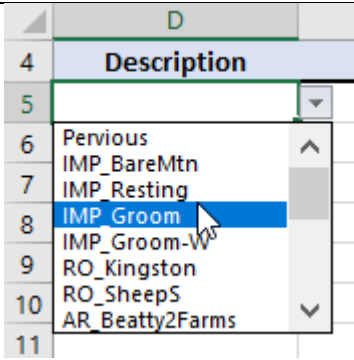 D
4 Description
5
6 Pervious
IMP_BareMtn
7 IMP_Resting
8 IMP_Groom
IMP_Groom-W
9 RO_Kingston
10 RO_SheepS
AR_Beatty2Farms
11